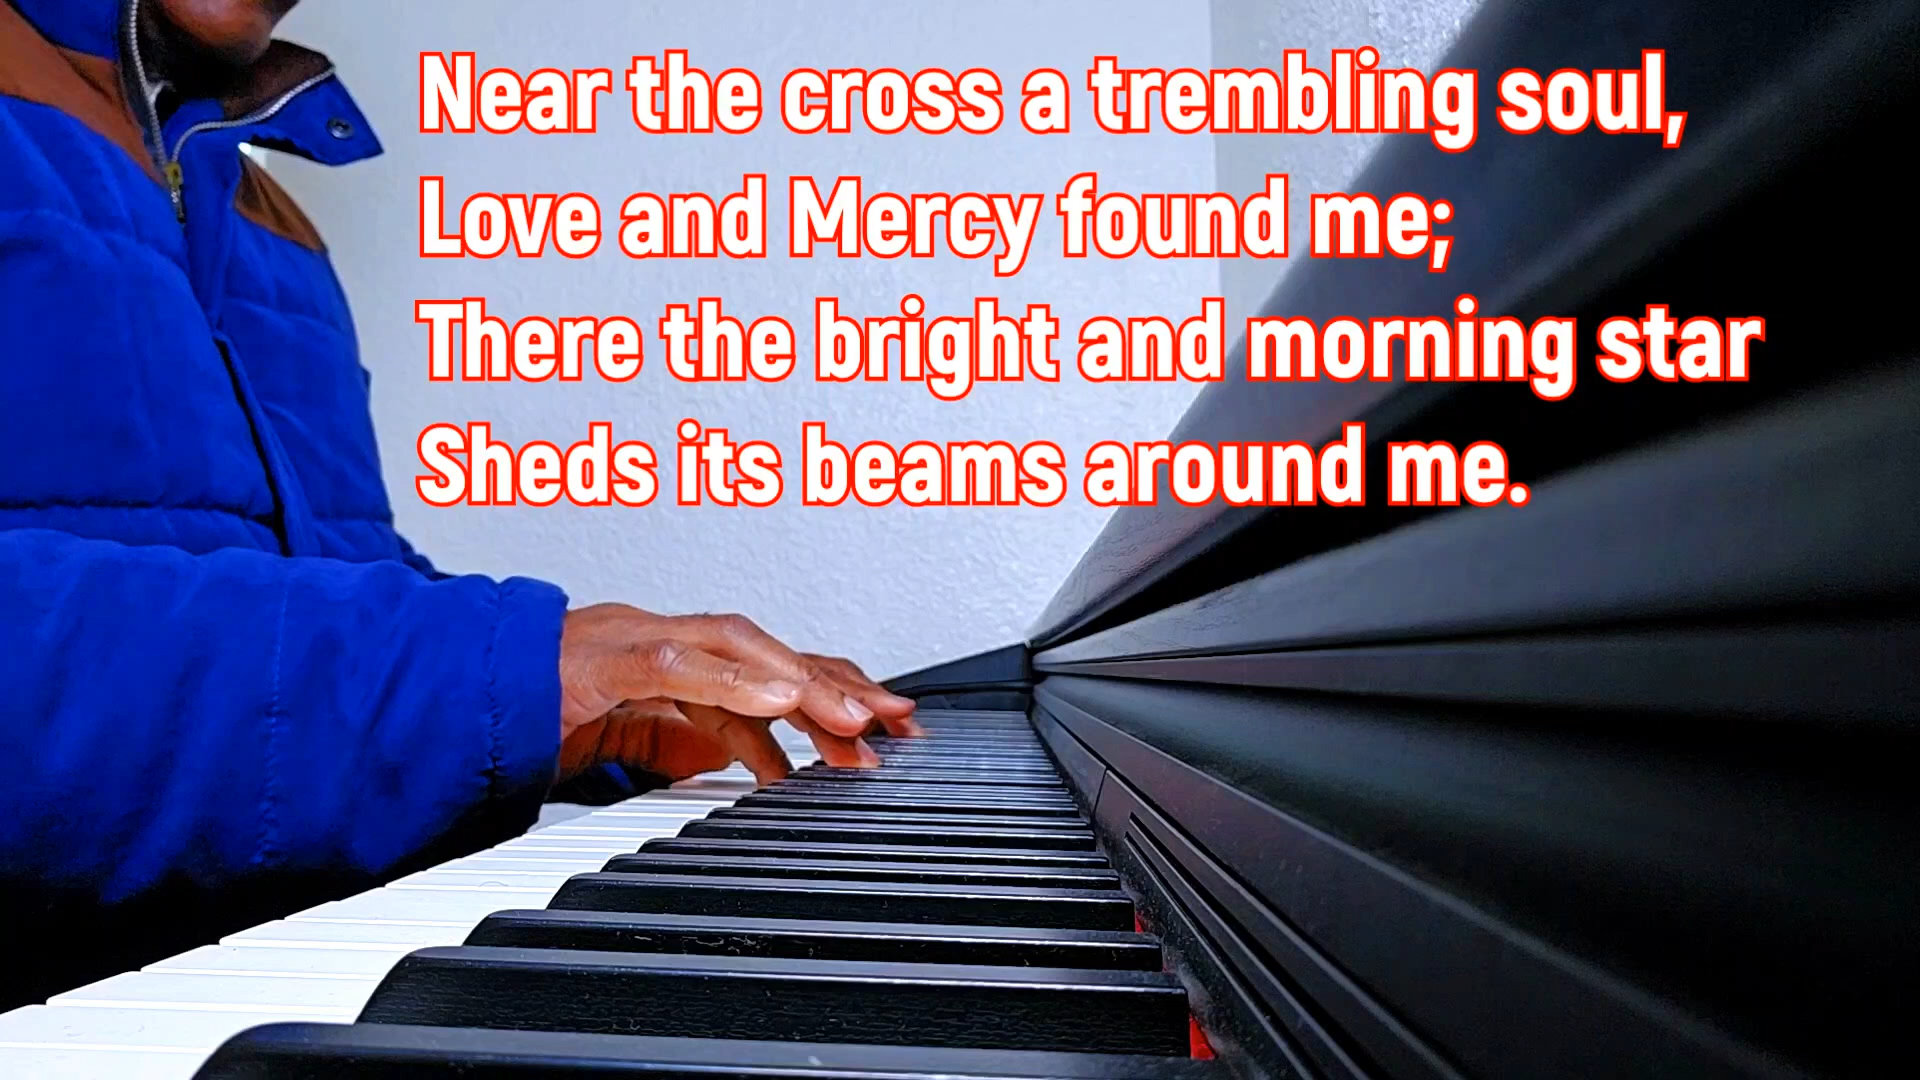 Near the cross a trembling soul,
Love and Mercy found me;
There the bright and morning star
Sheds its beams around me.